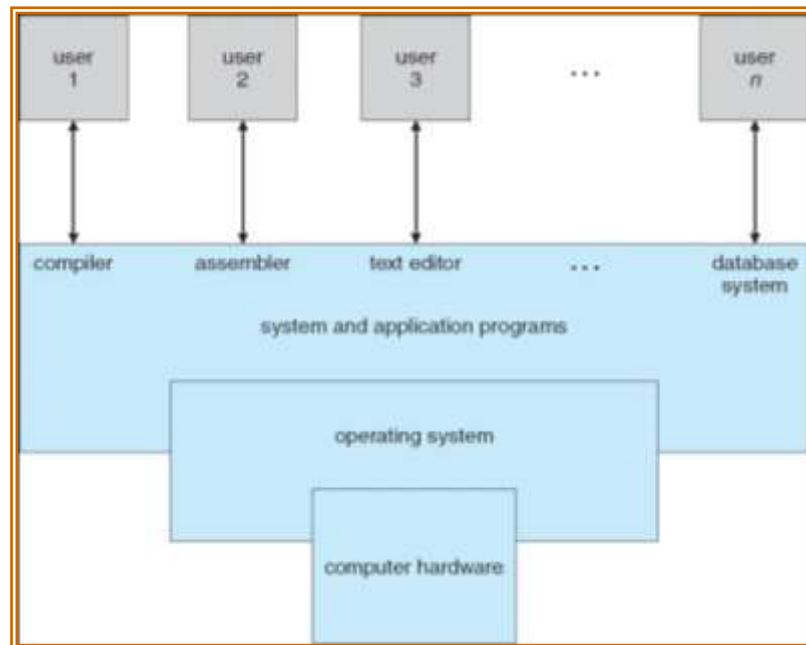 user
1
user
2
user
3
...
user
n
compiler
assembler
text editor
...
database
system
system and application programs
operating system
computer hardware